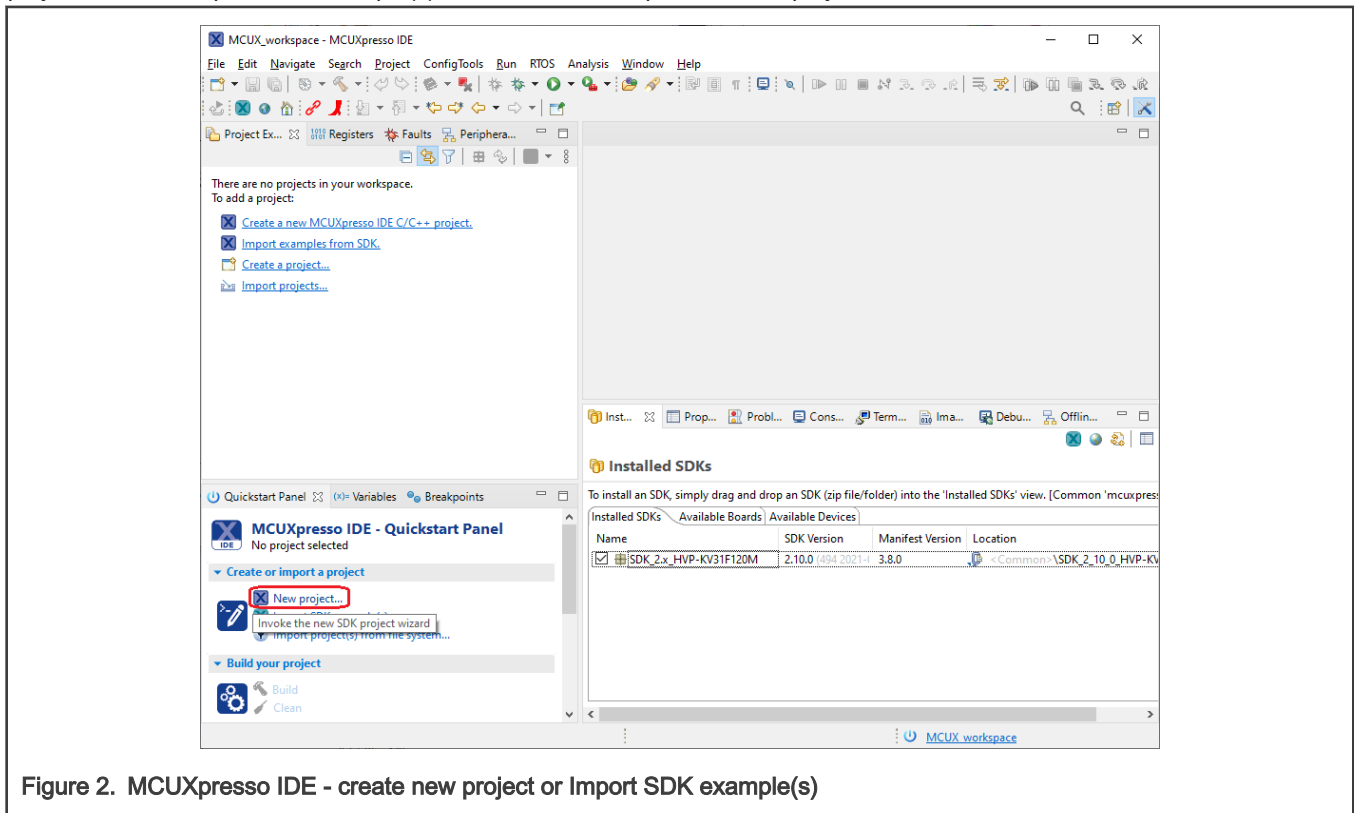 MCUX_workspace - MCUXpresso IDE
File Edit Navigate Search Project ConfigTools Run RTOS Analysis Window Help
Project Ex... Registers Faults Periphera...
There are no projects in your workspace.
To add a project:
Create a new MCUXpresso IDE C/C++ project.
Import examples from SDK.
Create a project...
Import projects...
Inst... Prop... Probl... Cons... Term... Ima... Debu... Offlin...
Installed SDKs
To install an SDK, simply drag and drop an SDK (zip file/folder) into the 'Installed SDKs' view. [Common 'mcuxpres
Installed SDKs Available Boards Available Devices
Name SDK Version Manifest Version Location
SDK_2.x_HVP-KV31F120M 2.10.0 (494 2021- 3.8.0 <Common>\SDK_2_10_0_HVP-KV
Quickstart Panel (x)= Variables Breakpoints
MCUXpresso IDE - Quickstart Panel
IDE No project selected
Create or import a project
New project...
Invoke the new SDK project wizard
Import project(s) from file system...
Build your project
Build
Clean
MCUX_workspace
Figure 2. MCUXpresso IDE - create new project or Import SDK example(s)